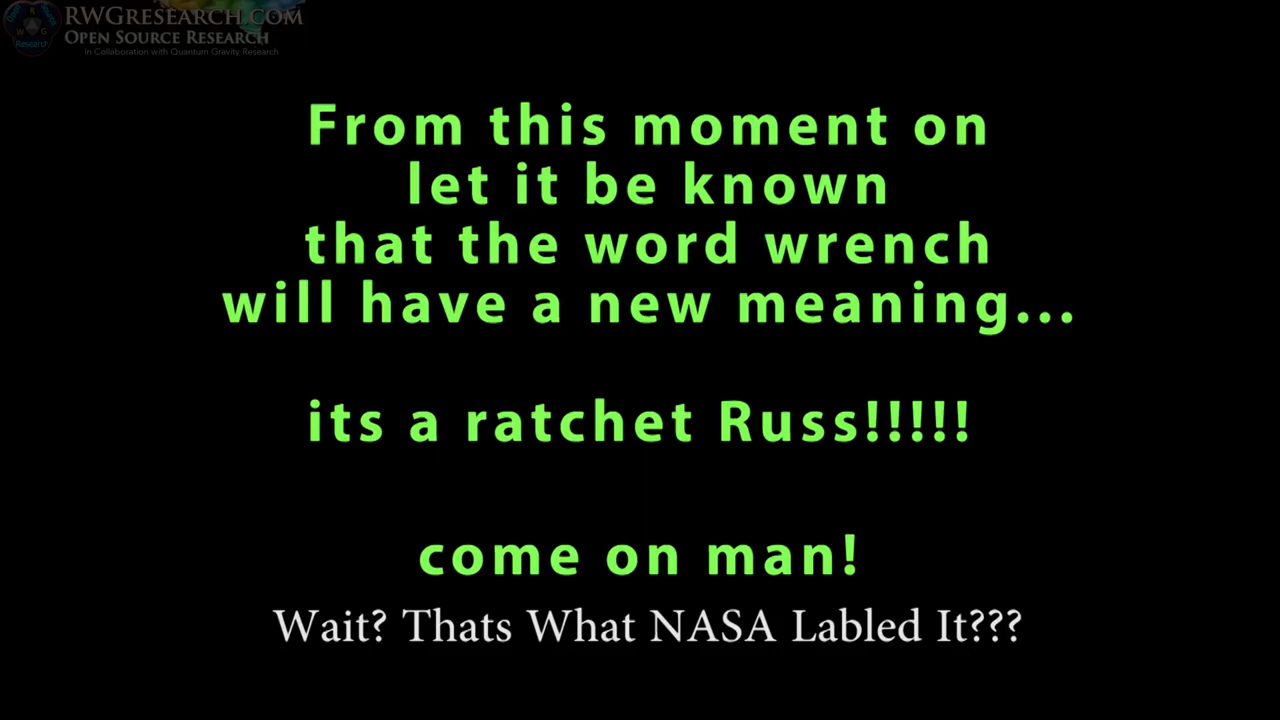 RWGRESEARCH.COM
OPEN SOURCE RESEARCH
In Collaboration with Quantum Gravity Research
From this moment on
let it be known
that the word wrench
will have a new meaning...
its a ratchet Russ!!!!!
come on man!
Wait? Thats What NASA Labled It???